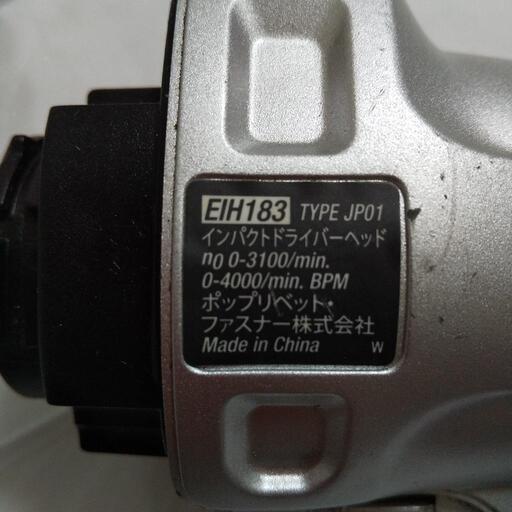 EIH183 TYPE JP01
インパクトドライバーヘッド
no 0-3100/min.
0-4000/min. BPM
ポップリベット・
ファスナー株式会社
Made in China W